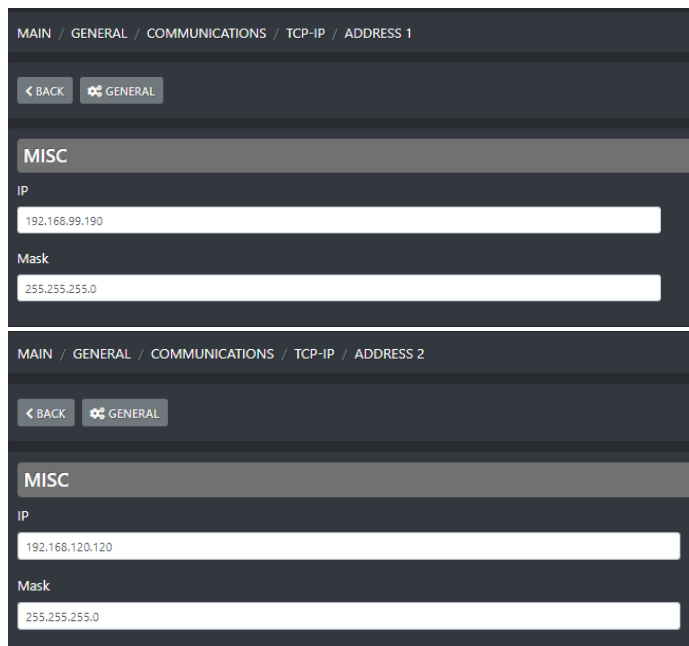 MAIN / GENERAL / COMMUNICATIONS / TCP-IP / ADDRESS 1
BACK GENERAL
MISC
IP
192.168.99.190
Mask
255.255.255.0
MAIN / GENERAL / COMMUNICATIONS / TCP-IP / ADDRESS 2
BACK GENERAL
MISC
IP
192.168.120.120
Mask
255.255.255.0